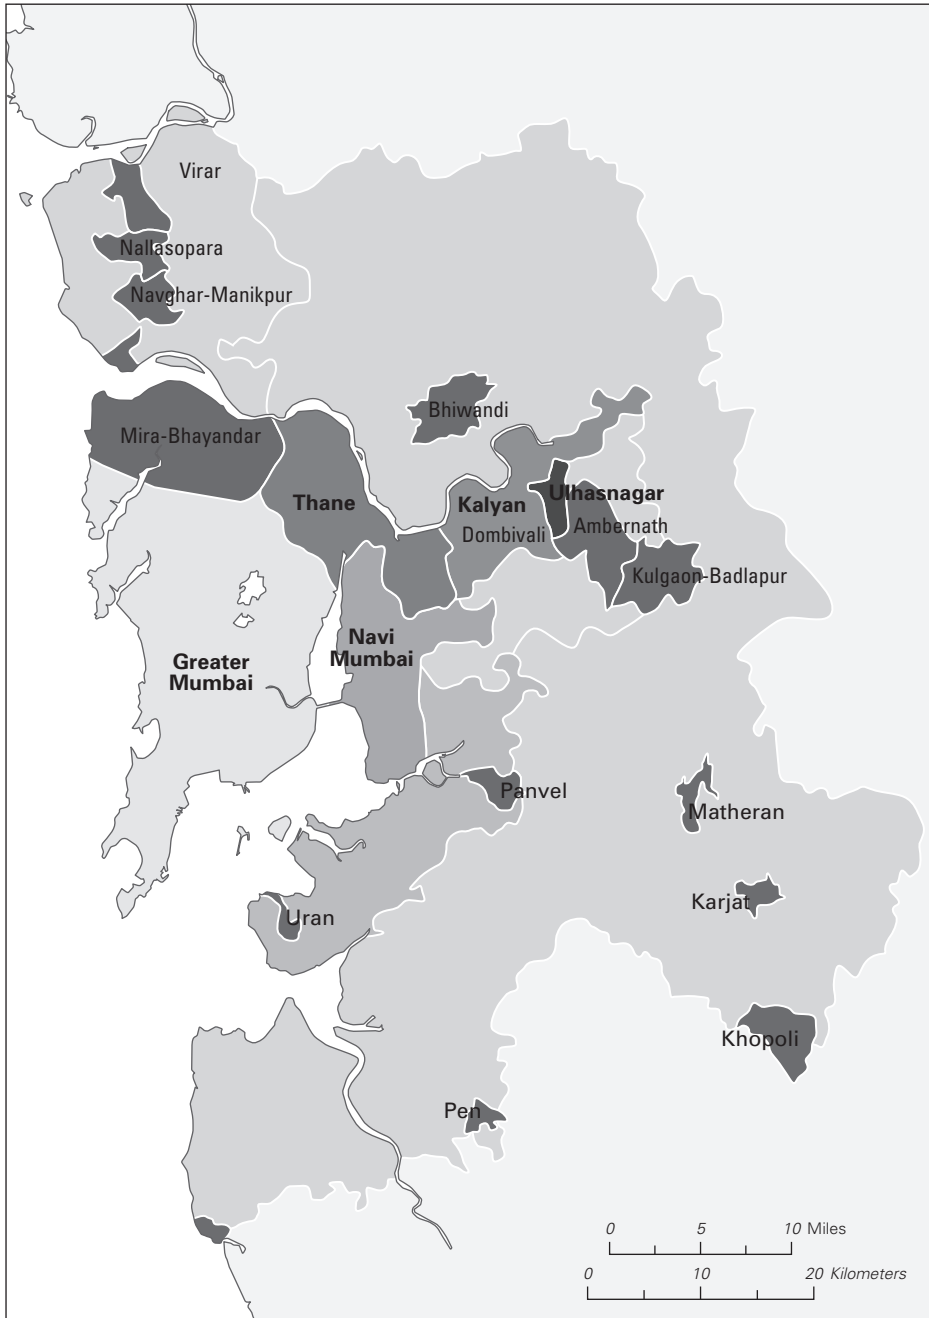 Virar
Nallasopara
Navghar-Manikpur
Bhiwandi
Mira-Bhayandar
Thane
Kalyan
Dombivali
Ulhasnagar
Ambernath
Kulgaon-Badlapur
Navi
Mumbai
Greater
Mumbai
Panvel
Matheran
Karjat
Uran
Khopoli
Pen
0 5 10 Miles
0 10 20 Kilometers